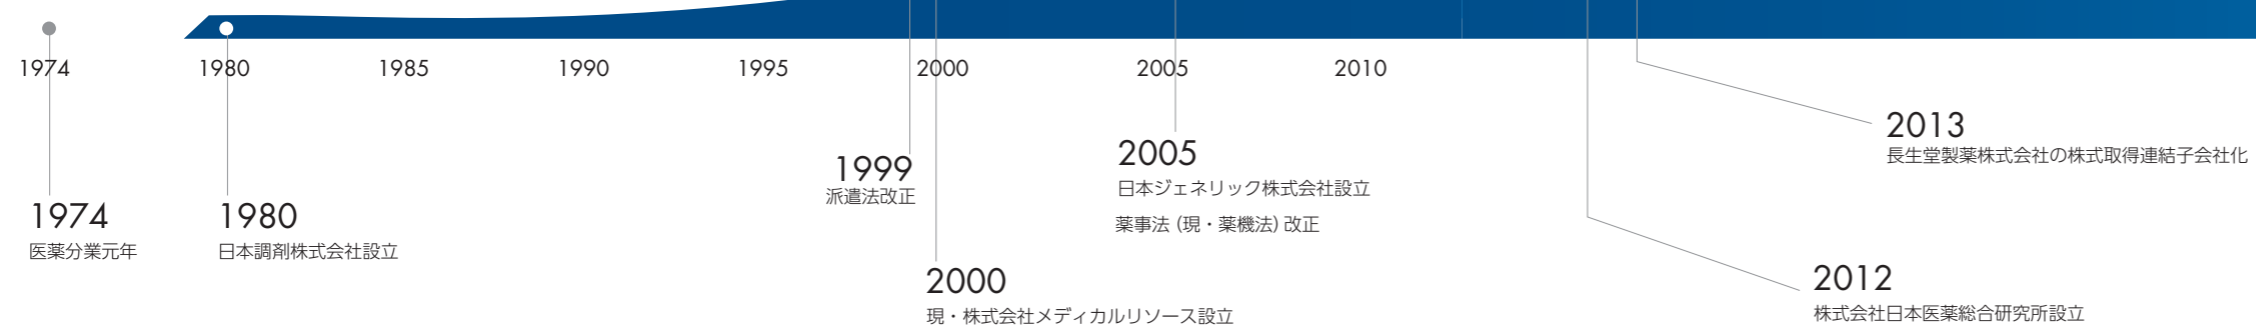 1974
1980
1985
1990
1995
2000
2005
2010
1974
医薬分業元年
1980
日本調剤株式会社設立
1999
派遣法改正
2000
現・株式会社メディカルリソース設立
2005
日本ジェネリック株式会社設立
薬事法（現・薬機法）改正
2012
株式会社日本医薬総合研究所設立
2013
長生堂製薬株式会社の株式取得連結子会社化